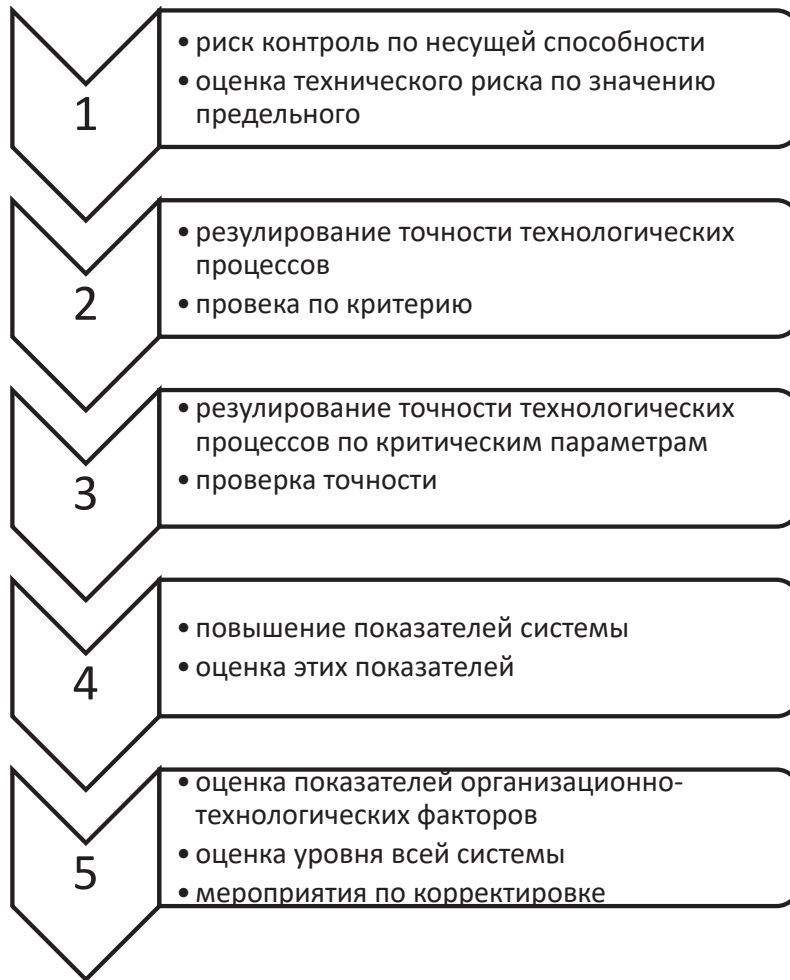 1
• риск контроль по несущей способности
• оценка технического риска по значению
предельного
2
• резулирование точности технологических
процессов
• провека по критерию
3
• резулирование точности технологических
процессов по критическим параметрам
• проверка точности
4
• повышение показателей системы
• оценка этих показателей
5
• оценка показателей организационно-
технологических факторов
• оценка уровня всей системы
• мероприятия по корректировке